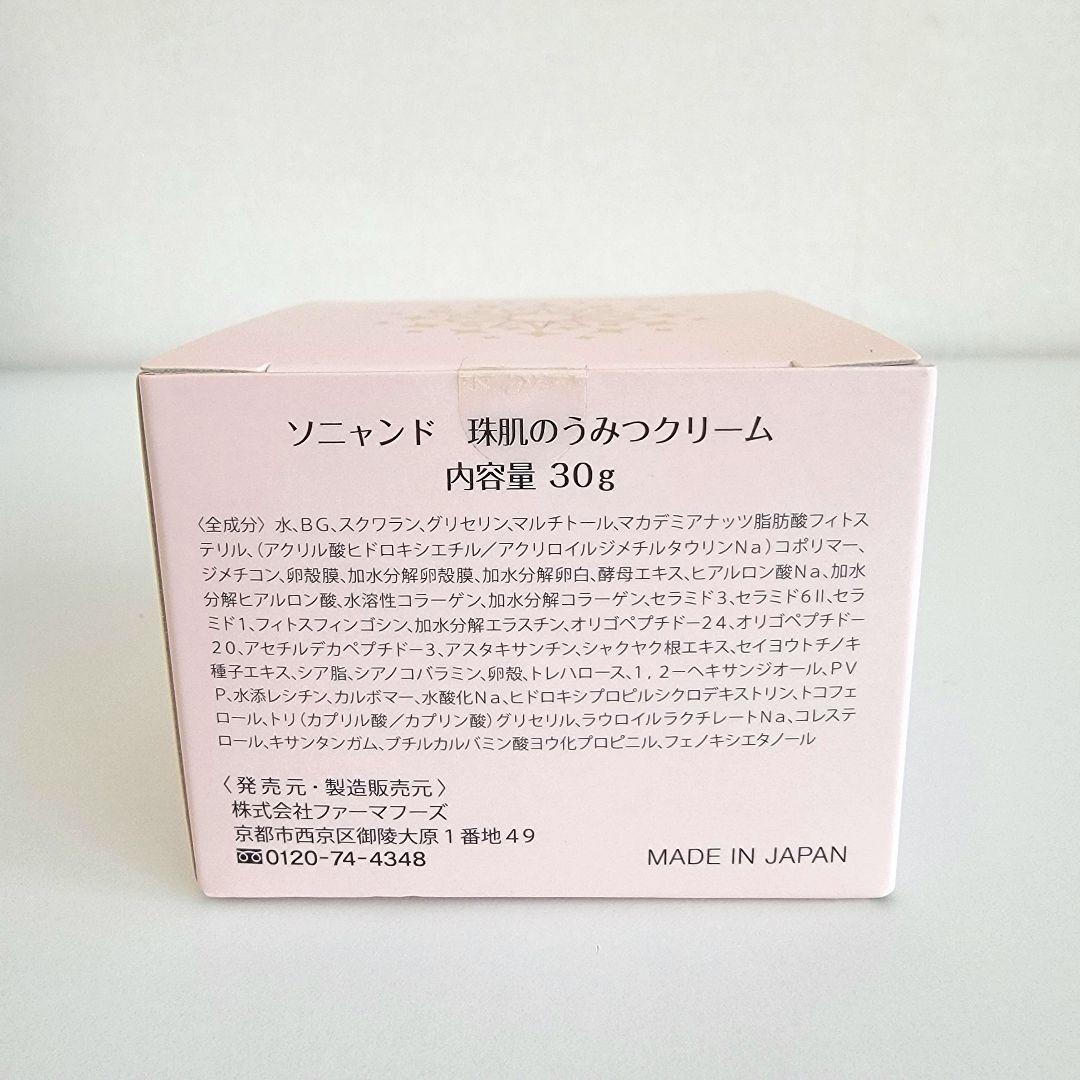 ソニャンド 珠肌のうみつクリーム
内容量 30g
〈全成分〉水、BG、スクワラン、グリセリン、マルチトール、マカデミアナッツ脂肪酸フィトス
テリル、(アクリル酸ヒドロキシエチル／アクリロイルジメチルタウリンNa)コポリマー、
ジメチコン、卵殻膜、加水分解卵殻膜、加水分解卵白、酵母エキス、ヒアルロン酸Na、加水
分解ヒアルロン酸、水溶性コラーゲン、加水分解コラーゲン、セラミド3、セラミド6II、セラ
ミド1、フィトスフィンゴシン、加水分解エラスチン、オリゴペプチド－24、オリゴペプチド－
20、アセチルデカペプチド－3、アスタキサンチン、シャクヤク根エキス、セイヨウトチノキ
種子エキス、シア脂、シアノコバラミン、卵殻、トレハロース、1，2－ヘキサンジオール、PV
P、水添レシチン、カルボマー、水酸化Na、ヒドロキシプロピルシクロデキストリン、トコフェ
ロール、トリ(カプリル酸／カプリン酸)グリセリル、ラウロイルラクチレートNa、コレステ
ロール、キサンタンガム、ブチルカルバミン酸ヨウ化プロピニル、フェノキシエタノール
〈発売元・製造販売元〉
株式会社ファーマフーズ
京都市西京区御陵大原1番地49
0120-74-4348
MADE IN JAPAN